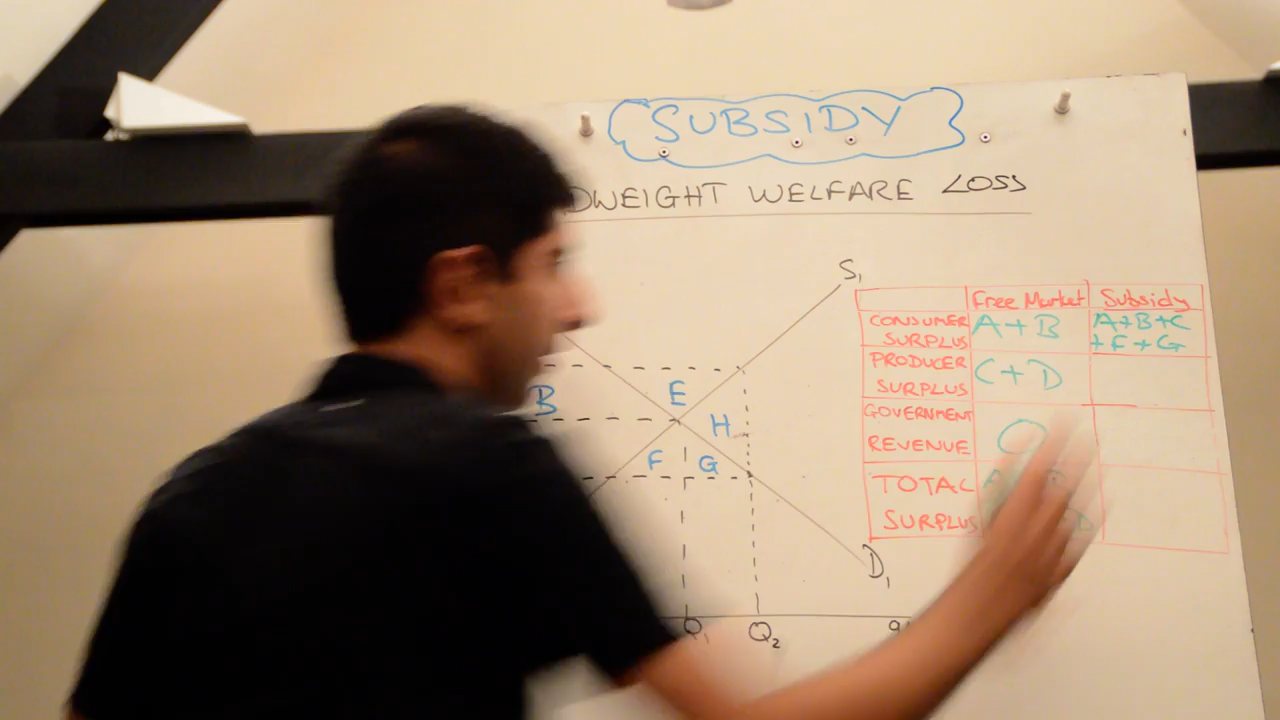 SUBSIDY
DWEIGHT WELFARE LOSS
S1
Free Market Subsidy
CONSUMER SURPLUS A+B A+B+C +F+G
PRODUCER SURPLUS C+D
GOVERNMENT REVENUE
TOTAL SURPLUS
B E H
F G
D1
Q1 Q2